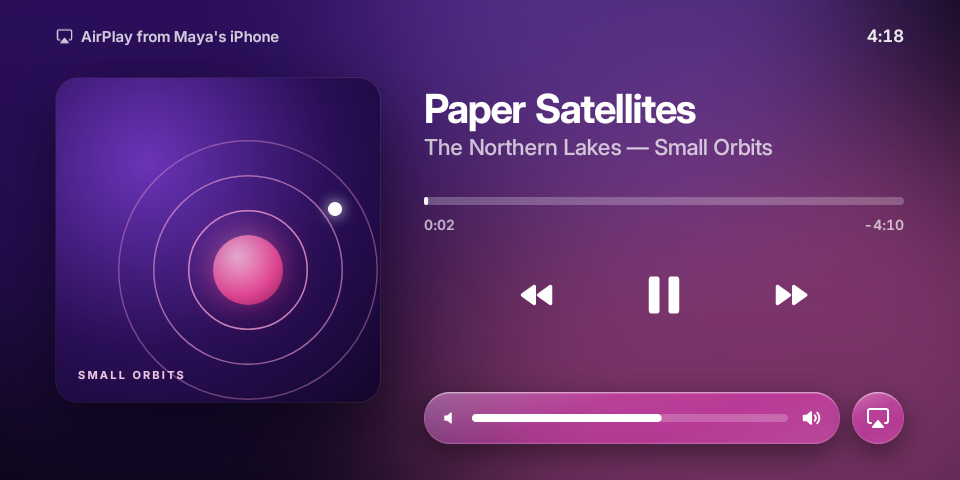 AirPlay from Maya's iPhone
4:18
Paper Satellites
The Northern Lakes — Small Orbits
0:02
-4:10
SMALL ORBITS